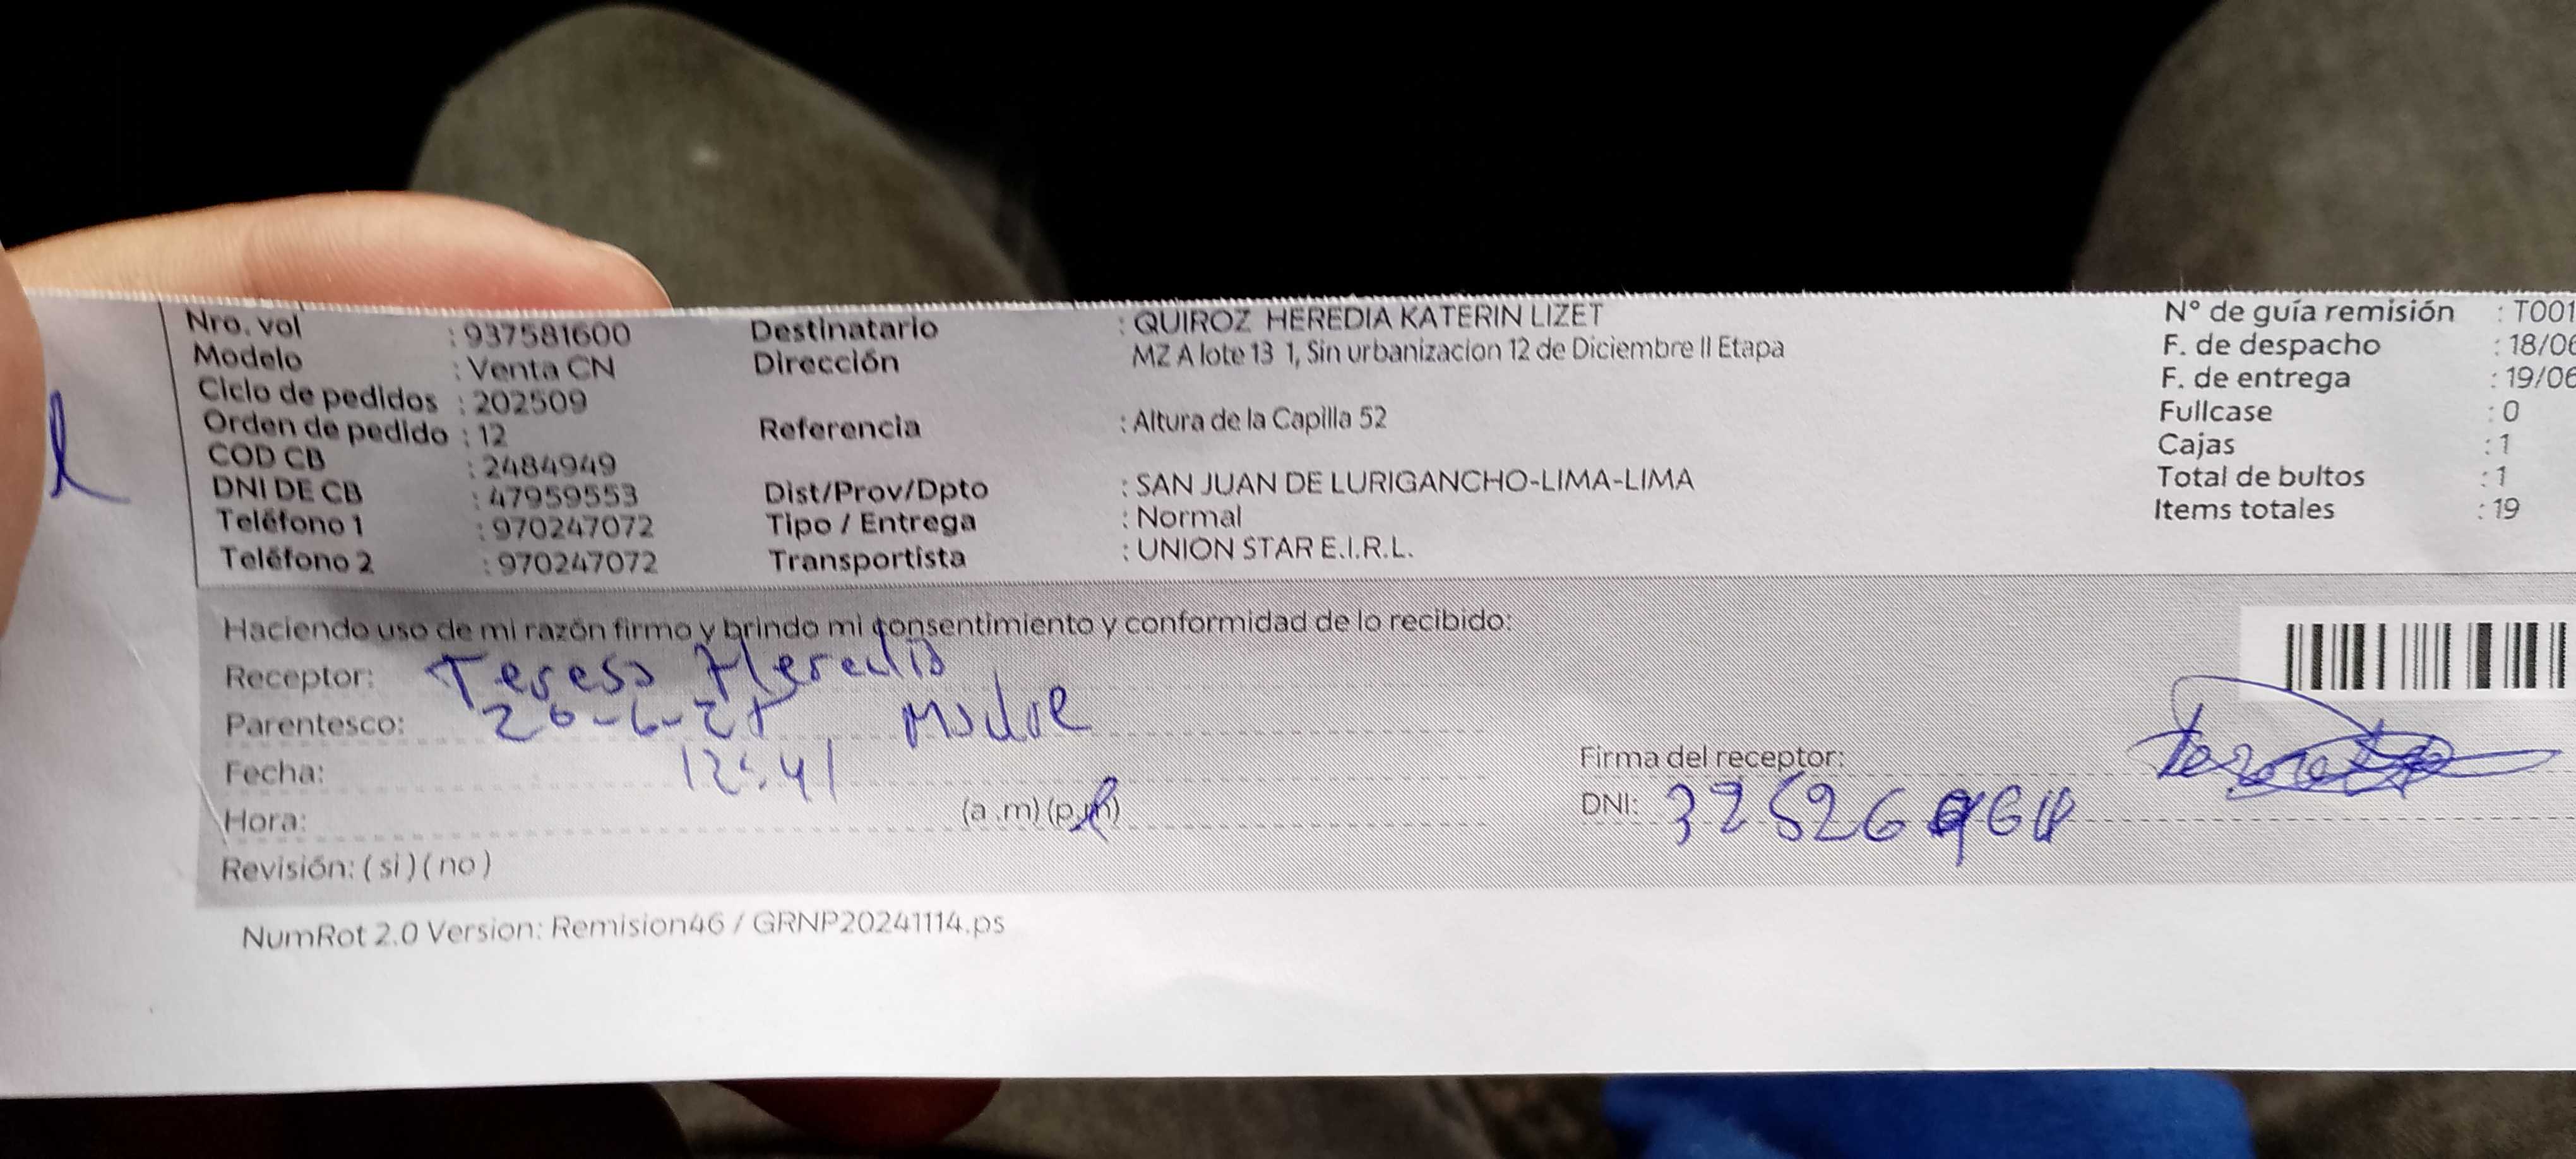 Nro. vol : 937581600 Destinatario : QUIROZ HEREDIA KATERIN LIZET Nº de guía remisión : T001
Modelo : Venta CN Dirección MZ A lote 13 1, Sin urbanizacion 12 de Diciembre II Etapa F. de despacho : 18/06
Ciclo de pedidos : 202509 F. de entrega : 19/06
Orden de pedido : 12 Referencia : Altura de la Capilla 52 Fullcase : 0
COD CB : 2484949 Cajas : 1
DNI DE CB : 47959553 Dist/Prov/Dpto : SAN JUAN DE LURIGANCHO-LIMA-LIMA Total de bultos : 1
Teléfono 1 : 970247072 Tipo / Entrega : Normal Items totales : 19
Teléfono 2 : 970247072 Transportista : UNION STAR E.I.R.L.
Haciendo uso de mi razón firmo y brindo mi consentimiento y conformidad de lo recibido:
Receptor: Teresa Heredia
Parentesco: Madre
Fecha: 12:41 Firma del receptor:
Hora: (a .m) (p.m) DNI:
Revisión: ( si ) ( no )
NumRot 2.0 Version: Remision46 / GRNP20241114.ps